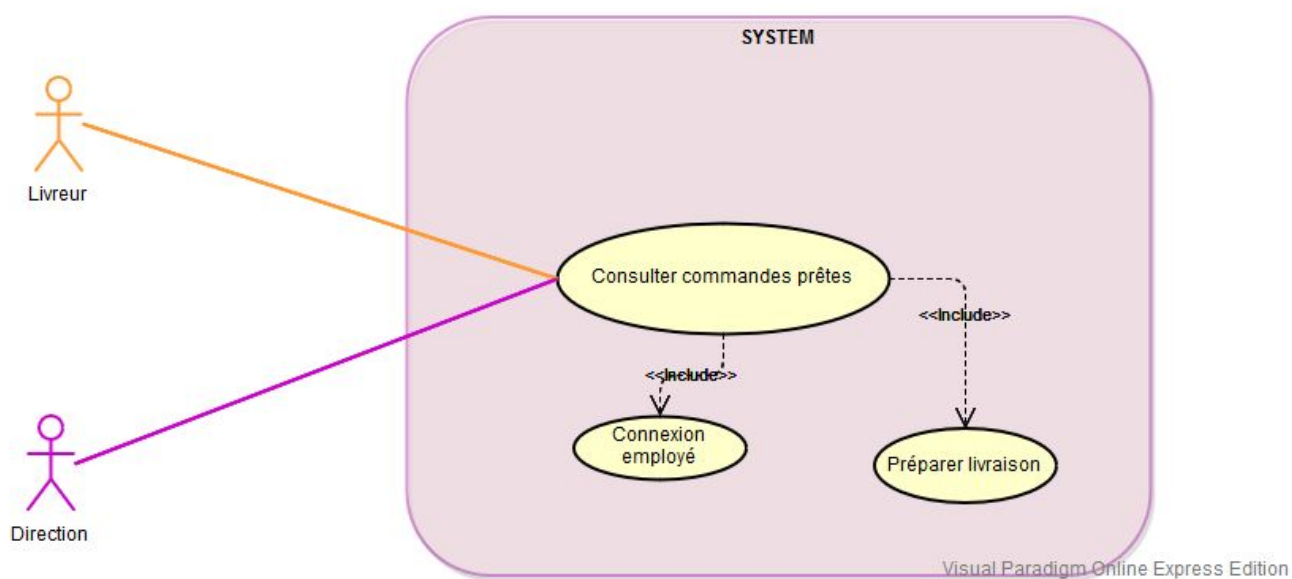 SYSTEM
Livreur
Consulter commandes prêtes
<<Include>>
<<Include>>
Connexion
employé
Préparer livraison
Direction
Visual Paradigm Online Express Edition